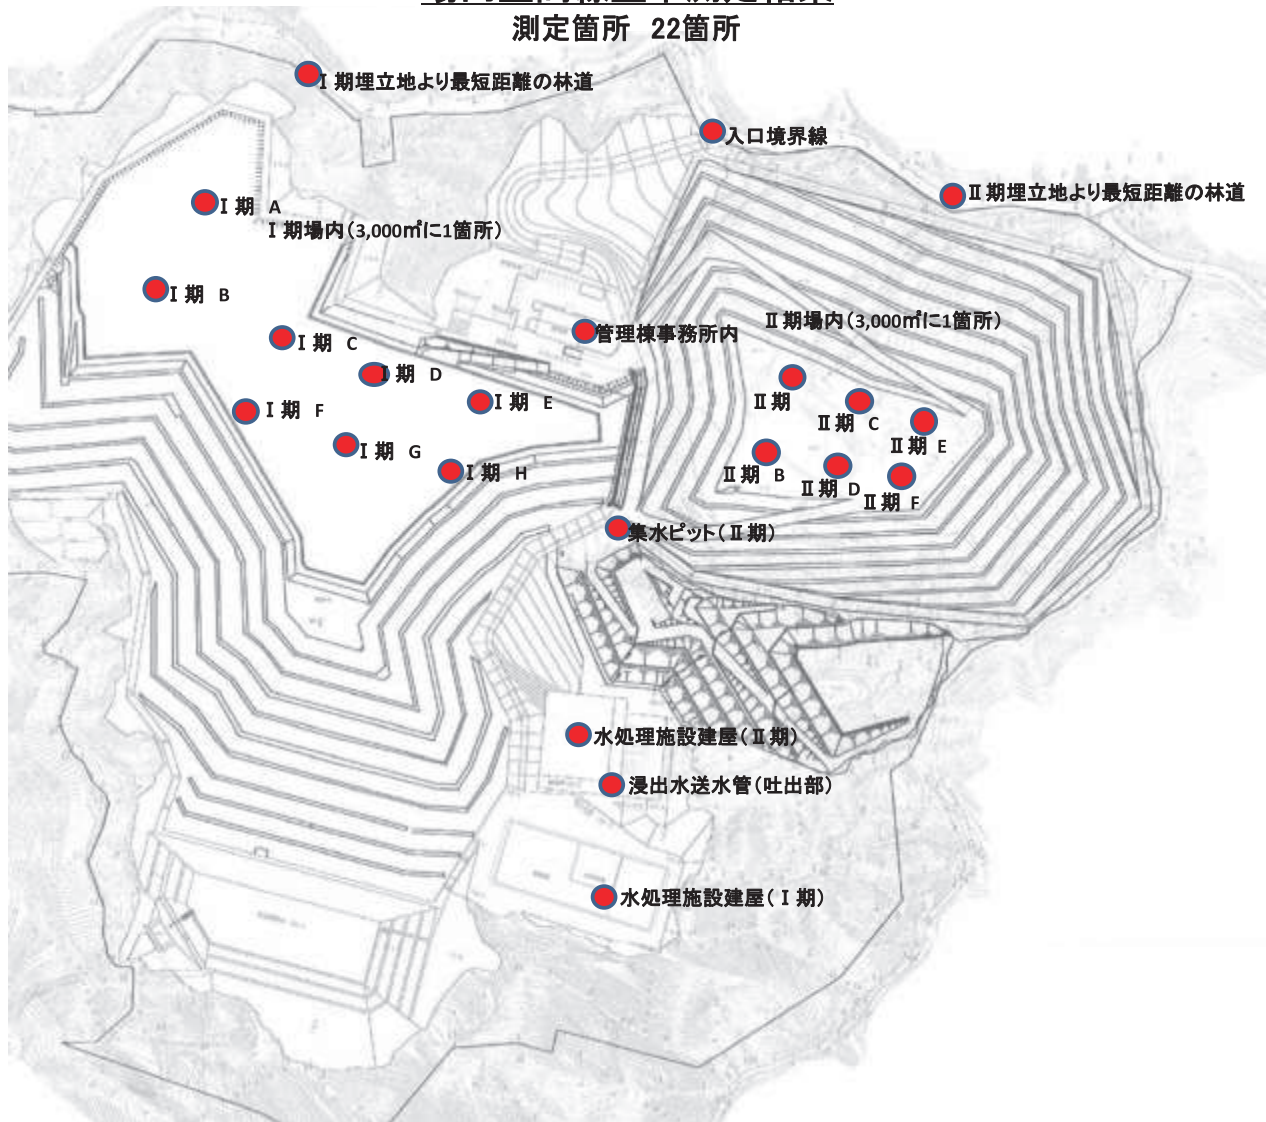 測定箇所 22箇所
Ⅰ期埋立地より最短距離の林道
入口境界線
Ⅱ期埋立地より最短距離の林道
Ⅰ期 A
Ⅰ期場内(3,000㎡に1箇所)
Ⅰ期 B
Ⅱ期場内(3,000㎡に1箇所)
管理棟事務所内
Ⅰ期 C
Ⅰ期 D
Ⅰ期 E
Ⅱ期
Ⅰ期 F
Ⅱ期 C
Ⅱ期 E
Ⅰ期 G
Ⅰ期 H
Ⅱ期 B
Ⅱ期 D
Ⅱ期 F
集水ピット(Ⅱ期)
水処理施設建屋(Ⅱ期)
浸出水送水管(吐出部)
水処理施設建屋(Ⅰ期)